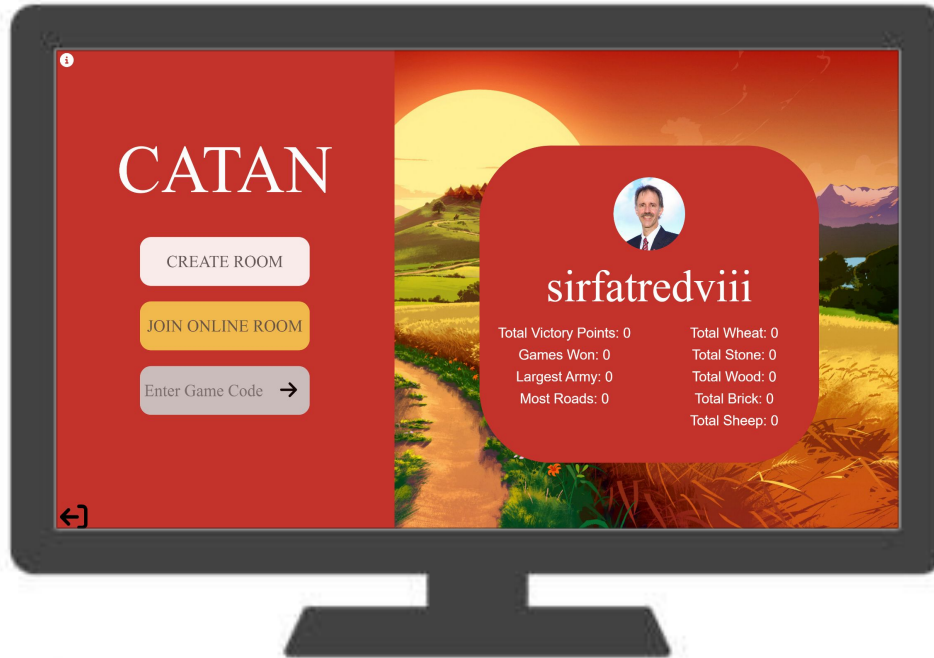 CATAN
CREATE ROOM
JOIN ONLINE ROOM
Enter Game Code
sirfatredviii
Total Victory Points: 0
Games Won: 0
Largest Army: 0
Most Roads: 0
Total Wheat: 0
Total Stone: 0
Total Wood: 0
Total Brick: 0
Total Sheep: 0